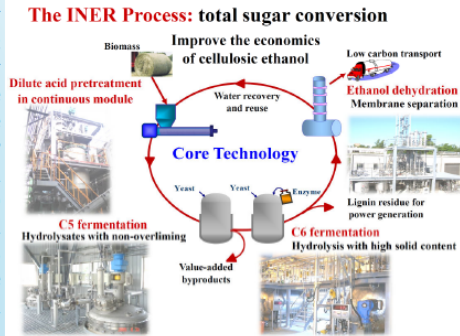 The INER Process: total sugar conversion
Improve the economics
of cellulosic ethanol
Biomass
Low carbon transport
Dilute acid pretreatment
in continuous module
Water recovery
and reuse
Ethanol dehydration
Membrane separation
Core Technology
Yeast
Yeast
Enzyme
Lignin residue for
power generation
C5 fermentation
Hydrolysates with non-overliming
C6 fermentation
Hydrolysis with high solid content
Value-added
byproducts